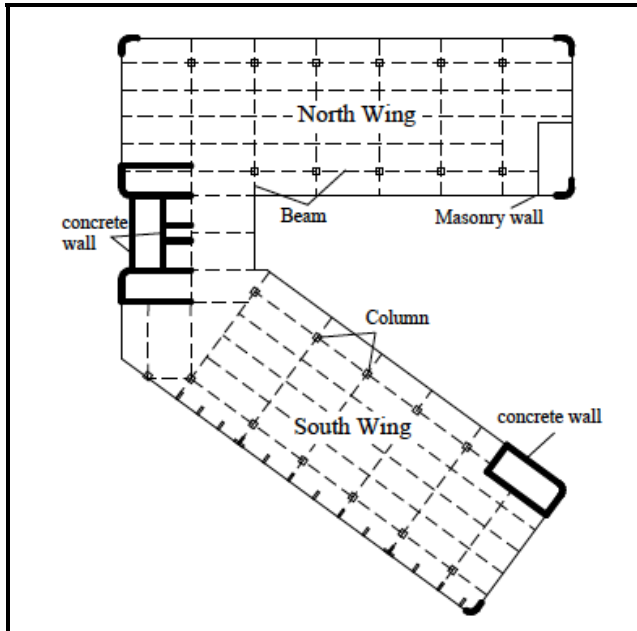 North Wing
Beam
Masonry wall
concrete
wall
Column
concrete wall
South Wing